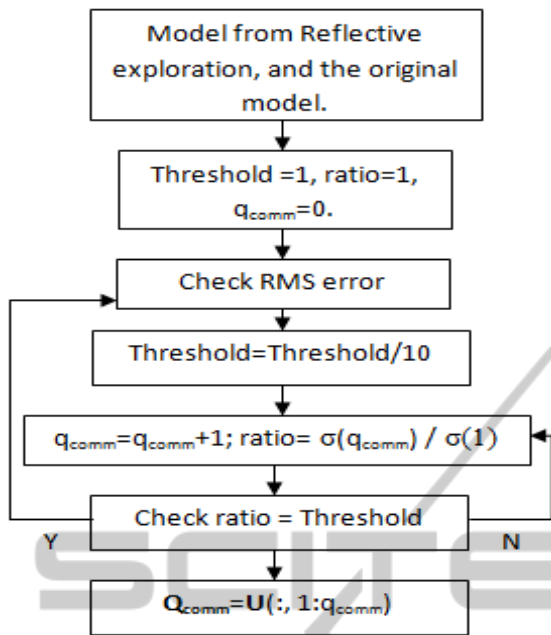 Model from Reflective
exploration, and the original
model.
Threshold =1, ratio=1,
qcomm=0.
Check RMS error
Threshold=Threshold/10
qcomm=qcomm+1; ratio= σ(qcomm) / σ(1)
Check ratio = Threshold
Y
N
SCITE
Qcomm=U(:, 1:qcomm)